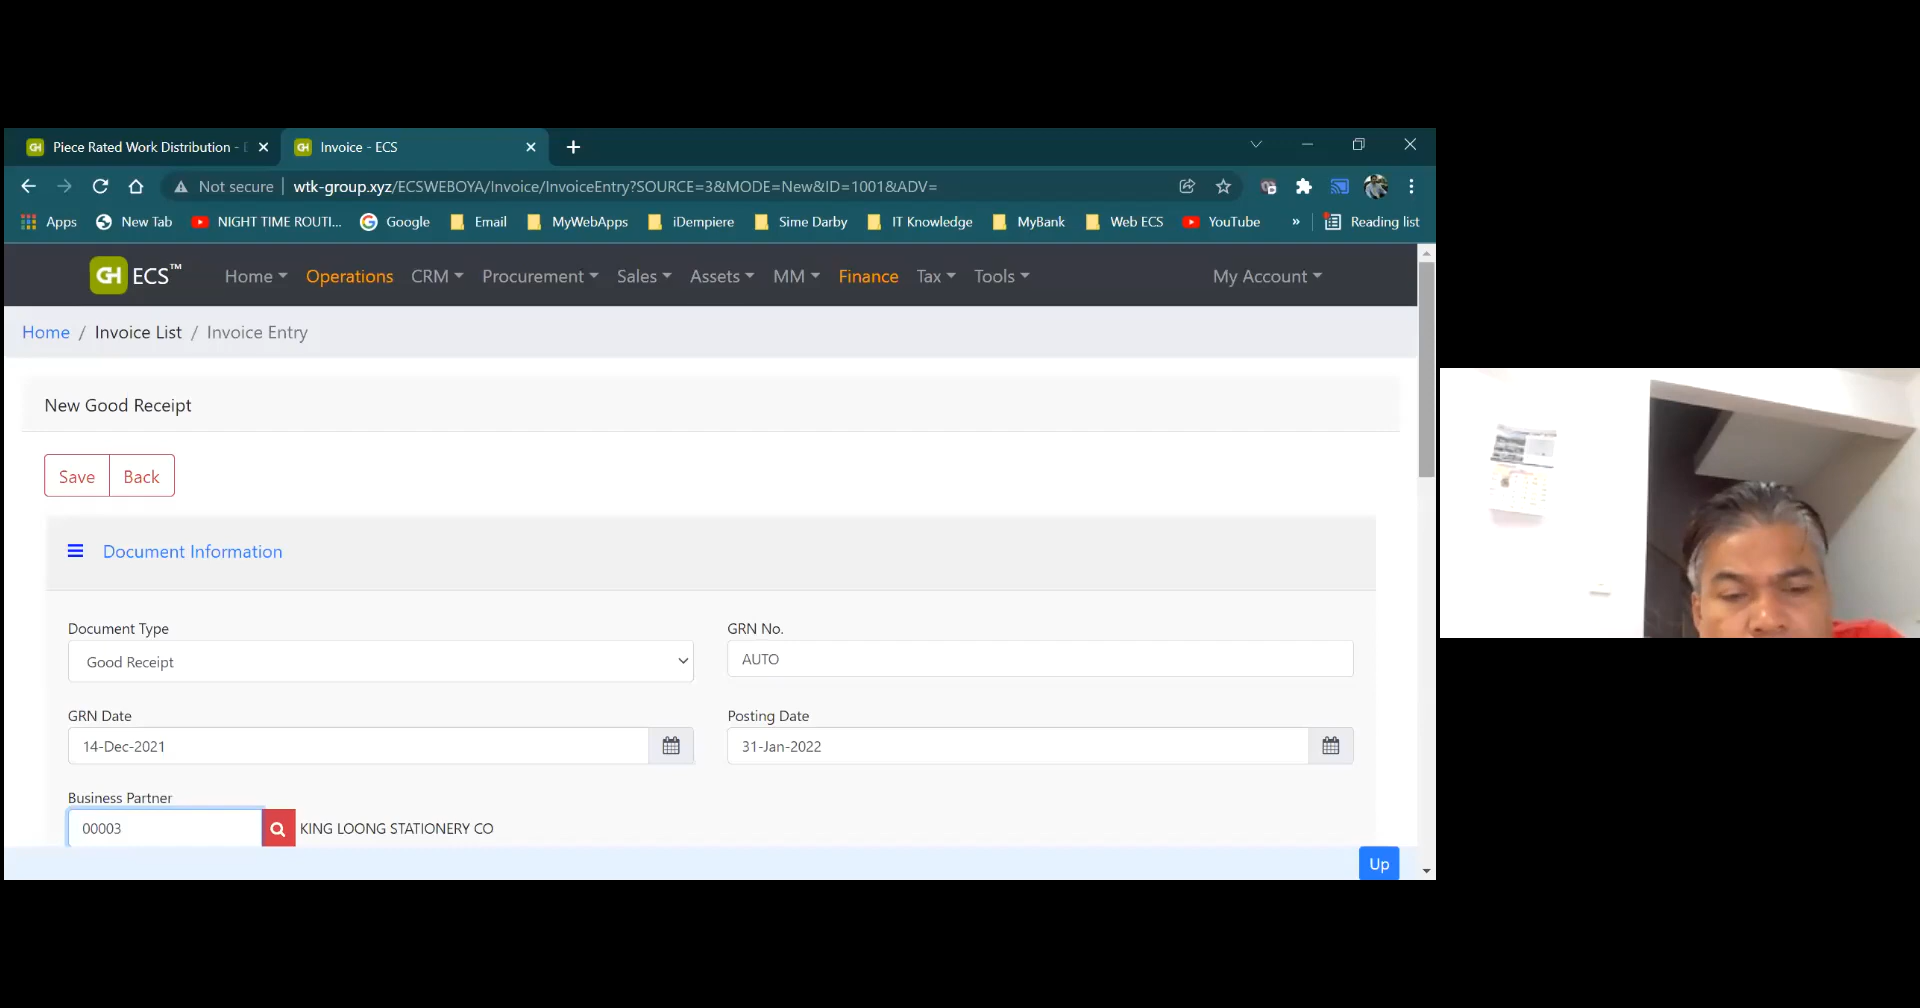 Piece Rated Work Distribution - E
Invoice - ECS
Not secure
wtk-group.xyz/ECSWEBOYA/Invoice/InvoiceEntry?SOURCE=3&MODE=New&ID=1001&ADV=
Apps New Tab NIGHT TIME ROUTI... Google Email MyWebApps iDempiere Sime Darby IT Knowledge MyBank Web ECS YouTube » Reading list
GH ECS™ Home Operations CRM Procurement Sales Assets MM Finance Tax Tools My Account
Home / Invoice List / Invoice Entry
New Good Receipt
Save Back
Document Information
Document Type GRN No.
Good Receipt AUTO
GRN Date Posting Date
14-Dec-2021 31-Jan-2022
Business Partner
00003 KING LOONG STATIONERY CO
Up